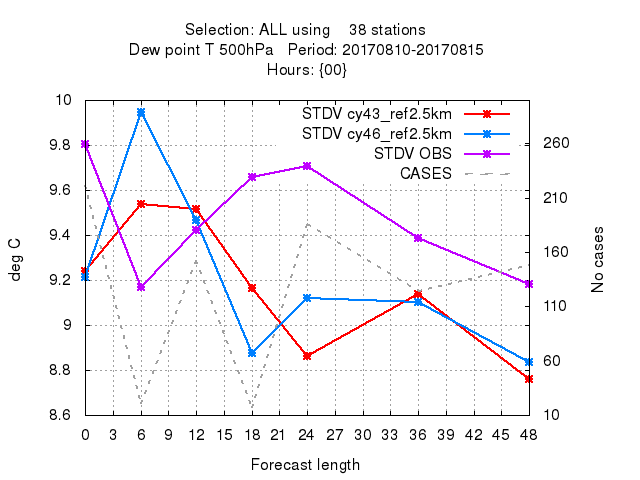 Selection: ALL using 38 stations
Dew point T 500hPa Period: 20170810-20170815
Hours: {00}
STDV cy43_ref2.5km
STDV cy46_ref2.5km
STDV OBS
CASES
deg C
10
9.8
9.6
9.4
9.2
9
8.8
8.6
No cases
260
210
160
110
60
10
0 3 6 9 12 15 18 21 24 27 30 33 36 39 42 45 48
Forecast length